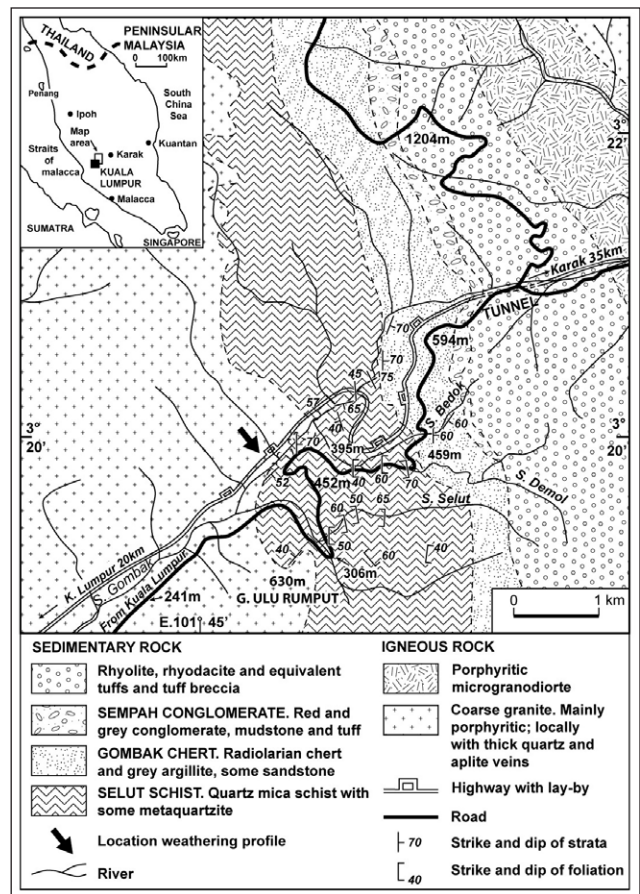 THAILAND
PENINSULAR
MALAYSIA
0 100km
Penang
Ipoh
South
China
Sea
Map
area
Kuantan
Straits
of
malacca
Karak
KUALA
LUMPUR
Malacca
SUMATRA
SINGAPORE
3°
22'
1204m
Karak 35km
TUNNEL
594m
70
70
75
45
57
65
40
S. Bedok
60
3°
20'
3°
20'
70
395m
60
459m
52
452m
40
60
70
50
65
S. Selut
S. Demol
60
50
60
40
40
306m
630m
G. ULU RUMPUT
K. Lumpur 20km
S. Gombak
From Kuala Lumpur
241m
E.101° 45'
0 1 km
SEDIMENTARY ROCK
Rhyolite, rhyodacite and equivalent
tuffs and tuff breccia
SEMPAH CONGLOMERATE. Red and
grey conglomerate, mudstone and tuff
GOMBAK CHERT. Radiolarian chert
and grey argillite, some sandstone
SELUT SCHIST. Quartz mica schist with
some metaquartzite
Location weathering profile
River
IGNEOUS ROCK
Porphyritic
microgranodiorte
Coarse granite. Mainly
porphyritic; locally
with thick quartz and
aplite veins
Highway with lay-by
Road
70 Strike and dip of strata
40 Strike and dip of foliation